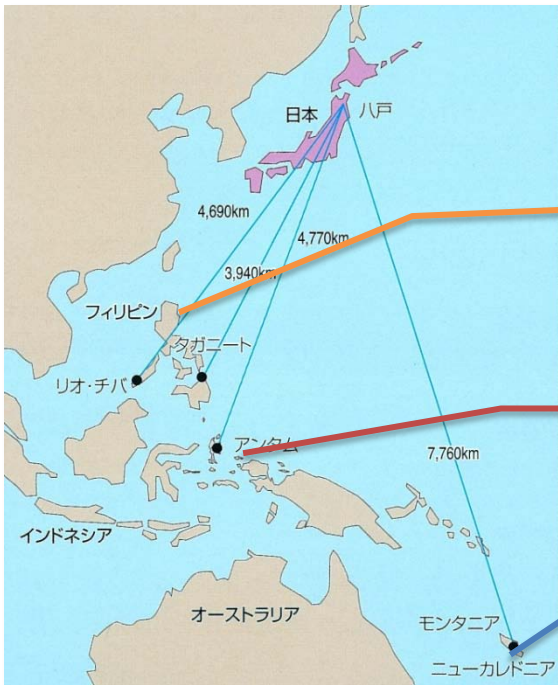 日本
八戸
4,690km
4,770km
3,940km
フィリピン
タガニート
リオ・チバ
アンタム
7,760km
インドネシア
オーストラリア
モンタニア
ニューカレドニア